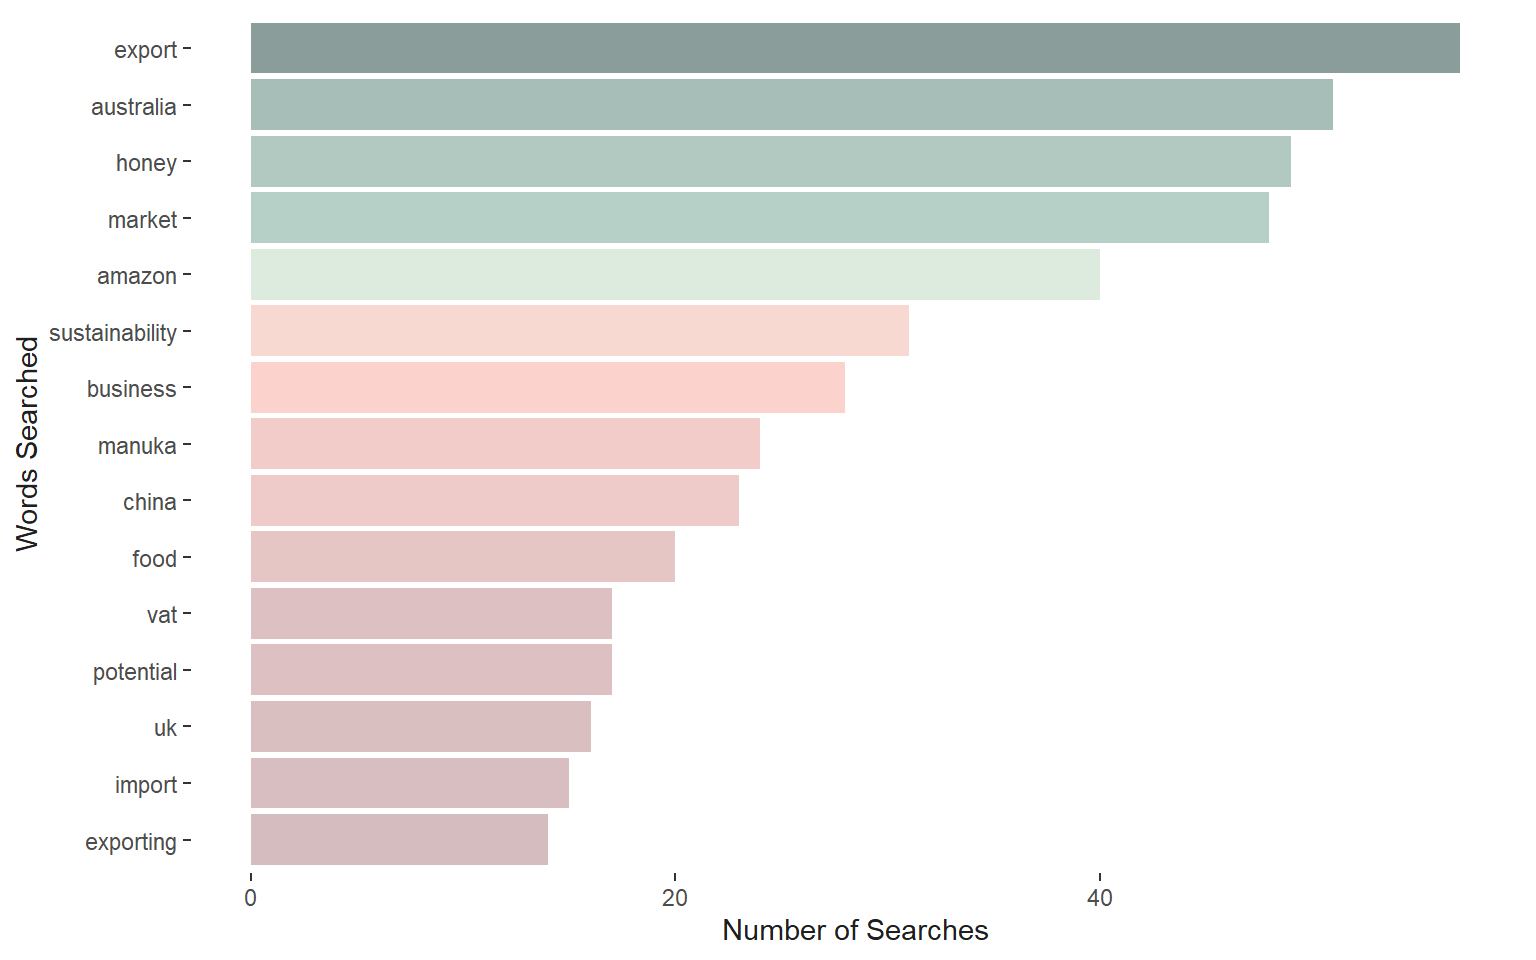 export
australia
honey
market
amazon
sustainability
business
manuka
china
food
vat
potential
uk
import
exporting
Words Searched
0 20 40
Number of Searches